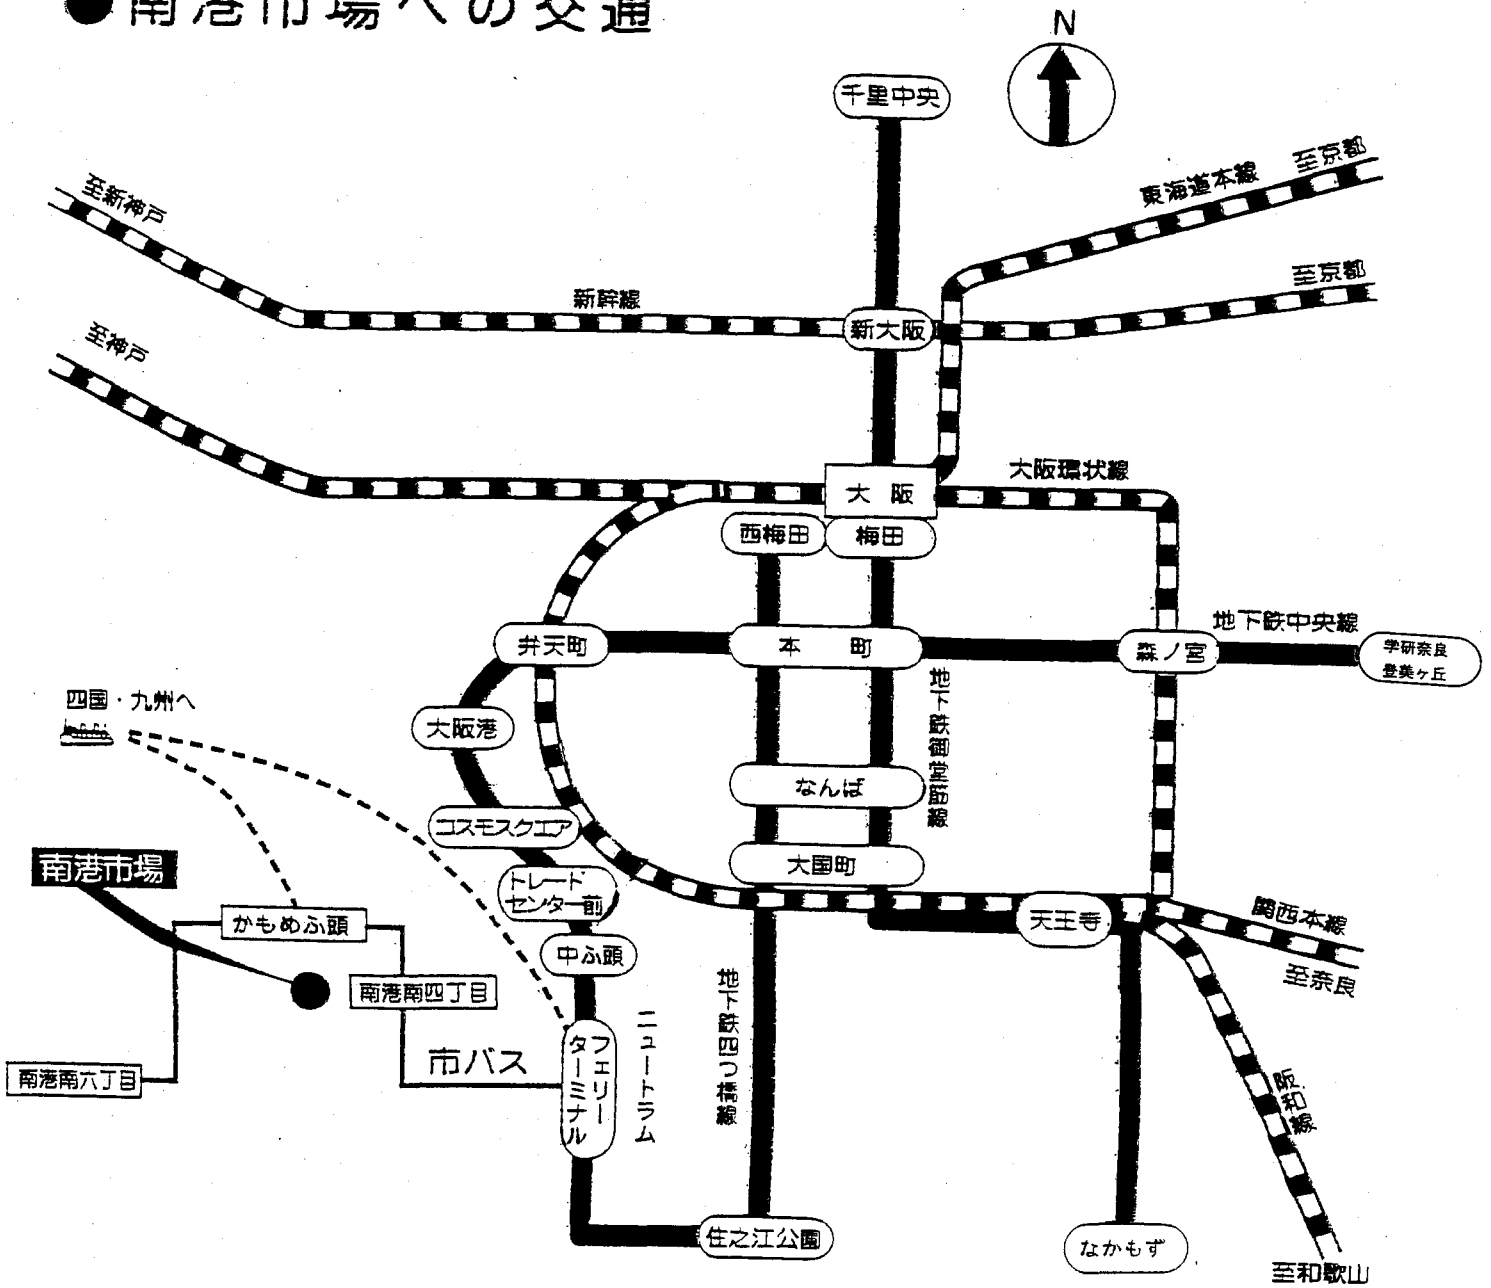 ●南港市場への交通
N
千里中央
至京都
東海道本線
至新神戸
至京都
新幹線
新大阪
至神戸
大阪環状線
大阪
西梅田
梅田
地下鉄中央線
弁天町
本町
森ノ宮
学研奈良
登美ヶ丘
四国・九州へ
大阪港
地下鉄御堂筋線
なんば
コスモスクエア
南港市場
大国町
トレード
センター前
かもめふ頭
天王寺
関西本線
中ふ頭
至奈良
南港南四丁目
地下鉄四つ橋線
ニュートラム
市バス
フェリー
ターミナル
南港南六丁目
阪和線
住之江公園
なかもず
至和歌山